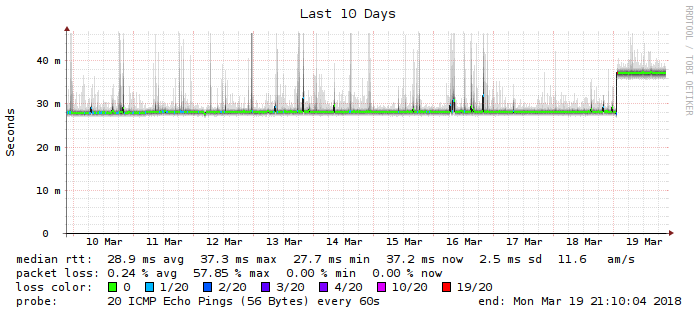 Last 10 Days
RRDTOOL / TOBI OETIKER
Seconds
40 m
30 m
20 m
10 m
0
10 Mar 11 Mar 12 Mar 13 Mar 14 Mar 15 Mar 16 Mar 17 Mar 18 Mar 19 Mar
median rtt: 28.9 ms avg 37.3 ms max 27.7 ms min 37.2 ms now 2.5 ms sd 11.6 am/s
packet loss: 0.24 % avg 57.85 % max 0.00 % min 0.00 % now
loss color: 0 1/20 2/20 3/20 4/20 10/20 19/20
probe: 20 ICMP Echo Pings (56 Bytes) every 60s end: Mon Mar 19 21:10:04 2018